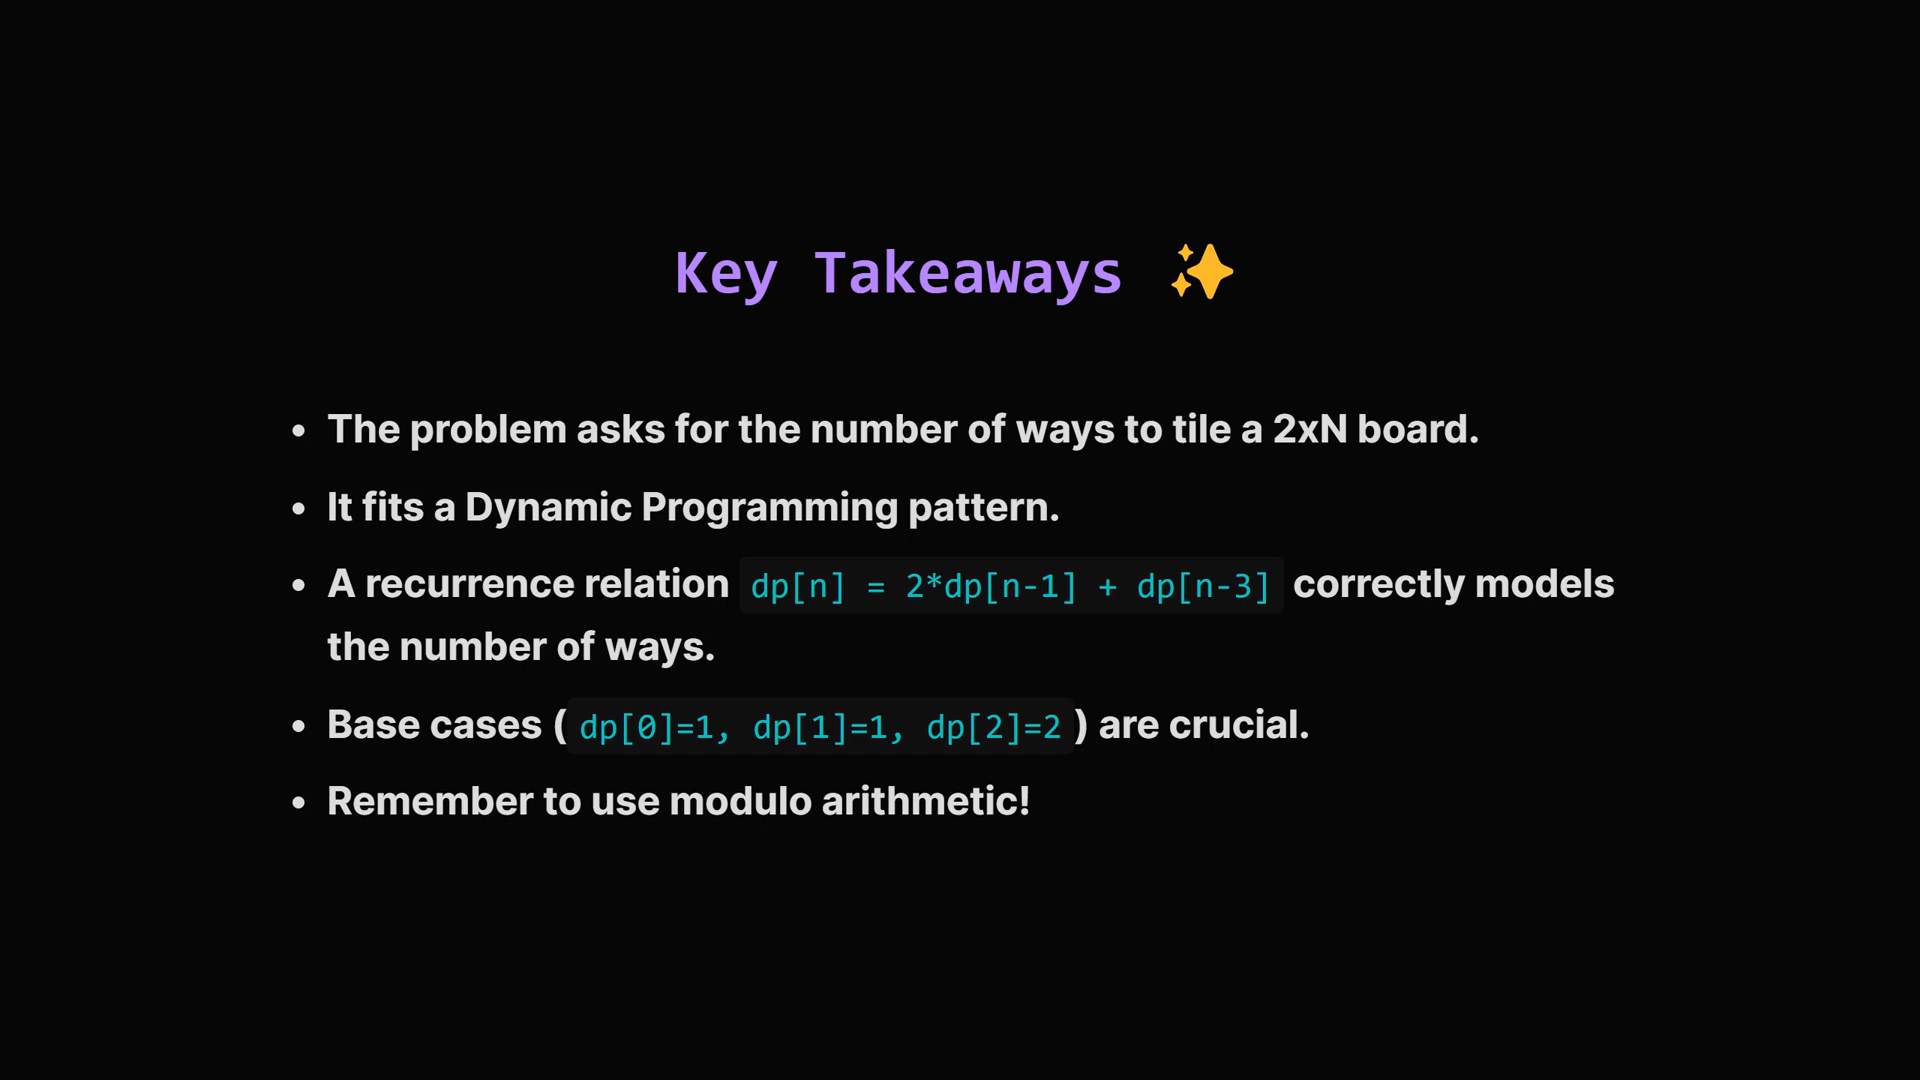 Key Takeaways ✨
• The problem asks for the number of ways to tile a 2xN board.
• It fits a Dynamic Programming pattern.
• A recurrence relation dp[n] = 2*dp[n-1] + dp[n-3] correctly models
the number of ways.
• Base cases (dp[0]=1, dp[1]=1, dp[2]=2) are crucial.
• Remember to use modulo arithmetic!